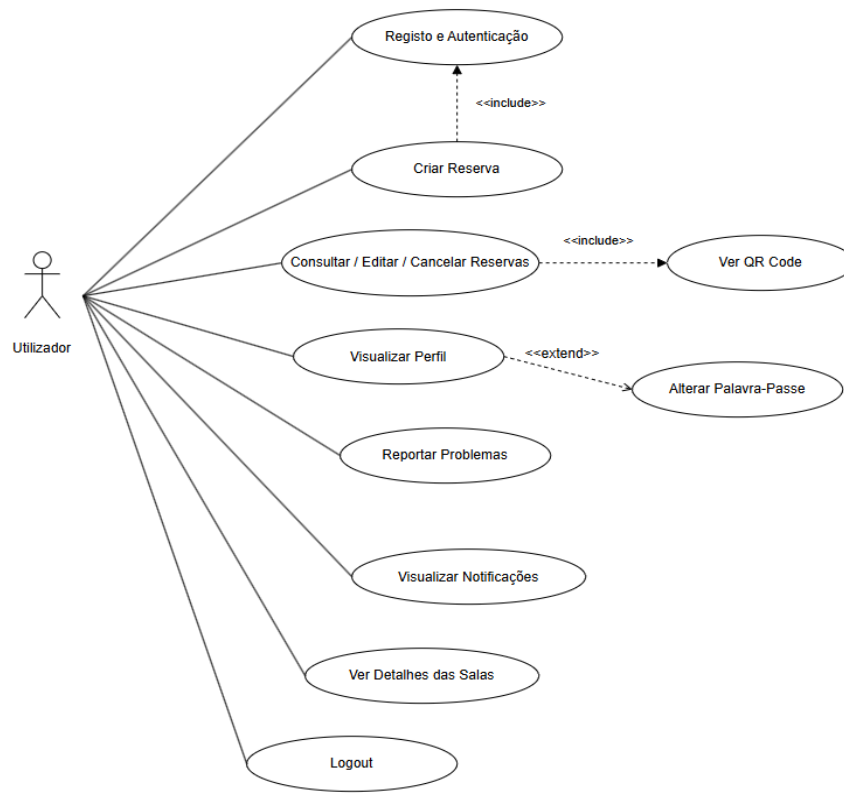 Registo e Autenticação
<<include>>
Criar Reserva
<<include>>
Consultar / Editar / Cancelar Reservas
Ver QR Code
Utilizador
Visualizar Perfil
<<extend>>
Alterar Palavra-Passe
Reportar Problemas
Visualizar Notificações
Ver Detalhes das Salas
Logout